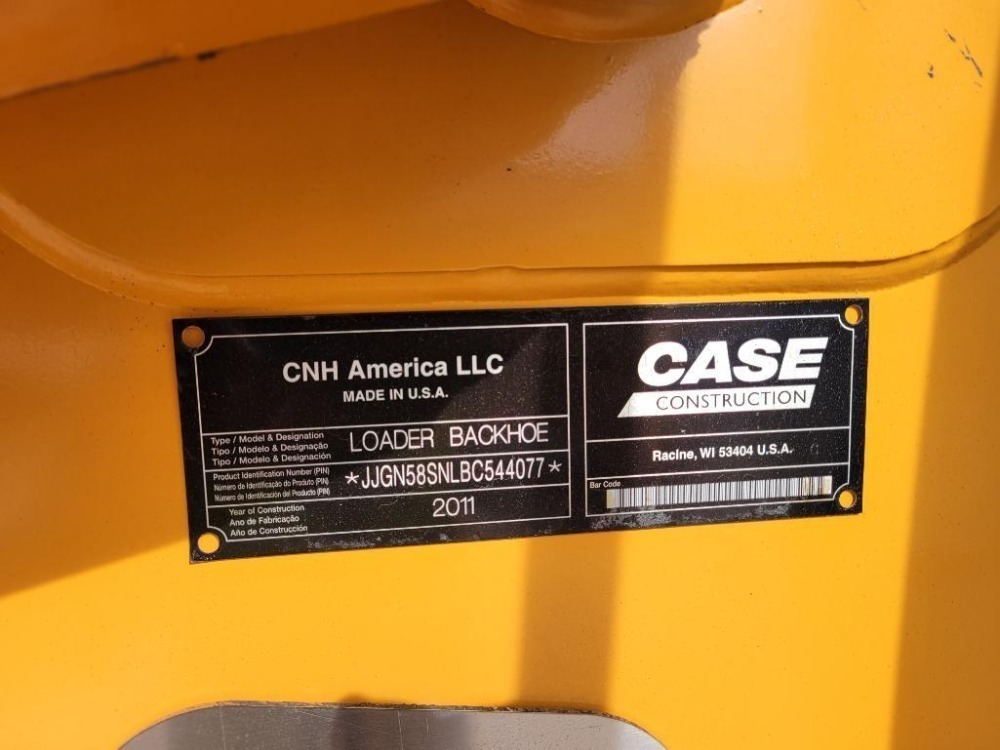 CNH America LLC
MADE IN U.S.A.
Type / Model & Designation
Tipo / Modelo & Designação
Tipo / Modelo & Designación
LOADER BACKHOE
Product Identification Number (PIN)
Número de Identificação do Produto (PIN)
Número de Identificación del Producto (PIN)
*JJGN58SNLBC544077*
Year of Construction
Ano de Fabricação
Año de Construcción
2011
CASE
CONSTRUCTION
Racine, WI 53404 U.S.A.
Bar Code